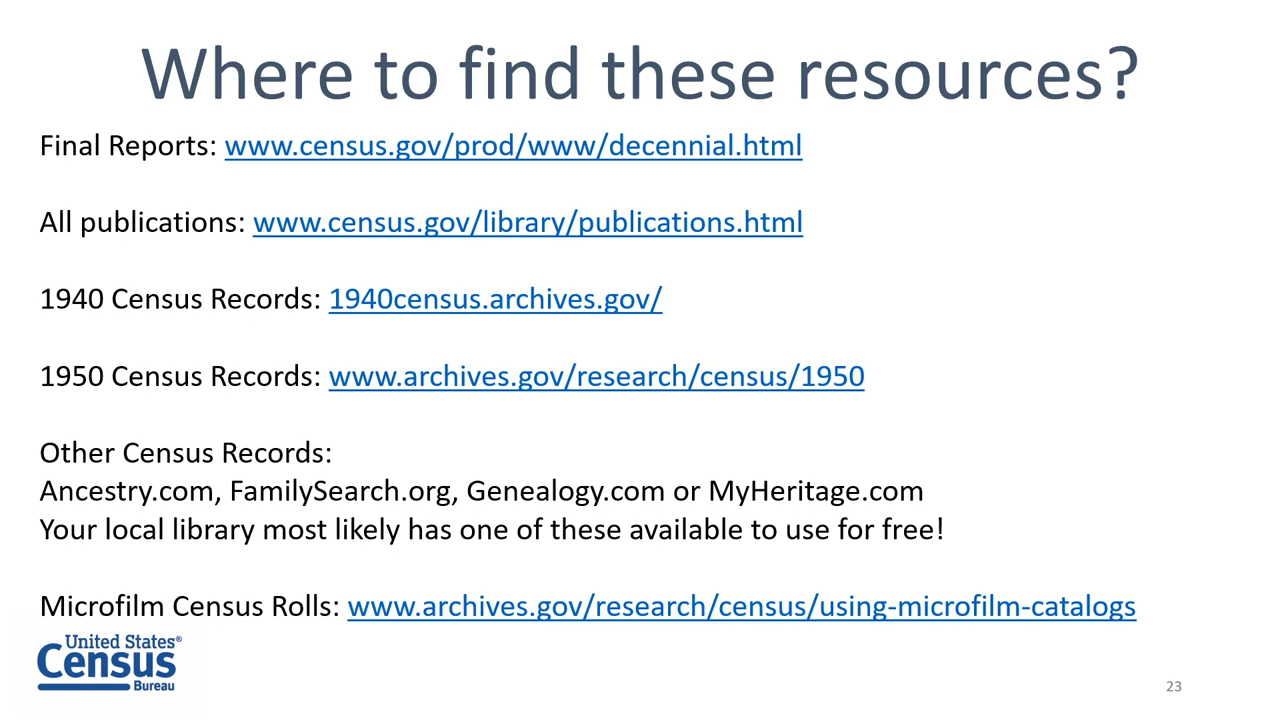 Where to find these resources?
Final Reports: www.census.gov/prod/www/decennial.html
All publications: www.census.gov/library/publications.html
1940 Census Records: 1940census.archives.gov/
1950 Census Records: www.archives.gov/research/census/1950
Other Census Records:
Ancestry.com, FamilySearch.org, Genealogy.com or MyHeritage.com
Your local library most likely has one of these available to use for free!
Microfilm Census Rolls: www.archives.gov/research/census/using-microfilm-catalogs
United States®
Census
Bureau
23